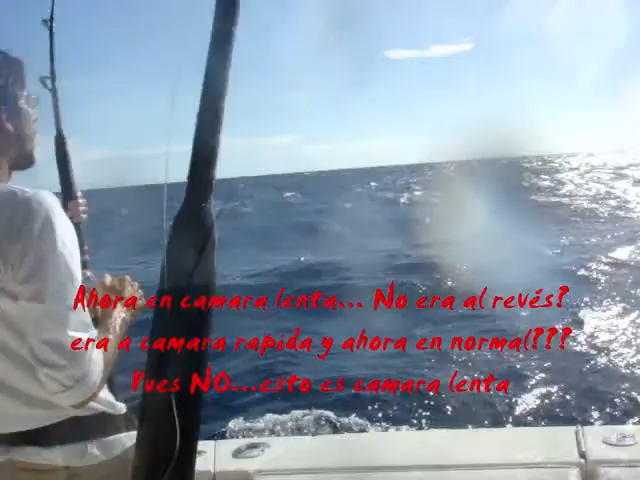 Ahora en camara lenta... No era al revés?
era a camara rapida y ahora en normal???
Pues NO...esto es camara lenta